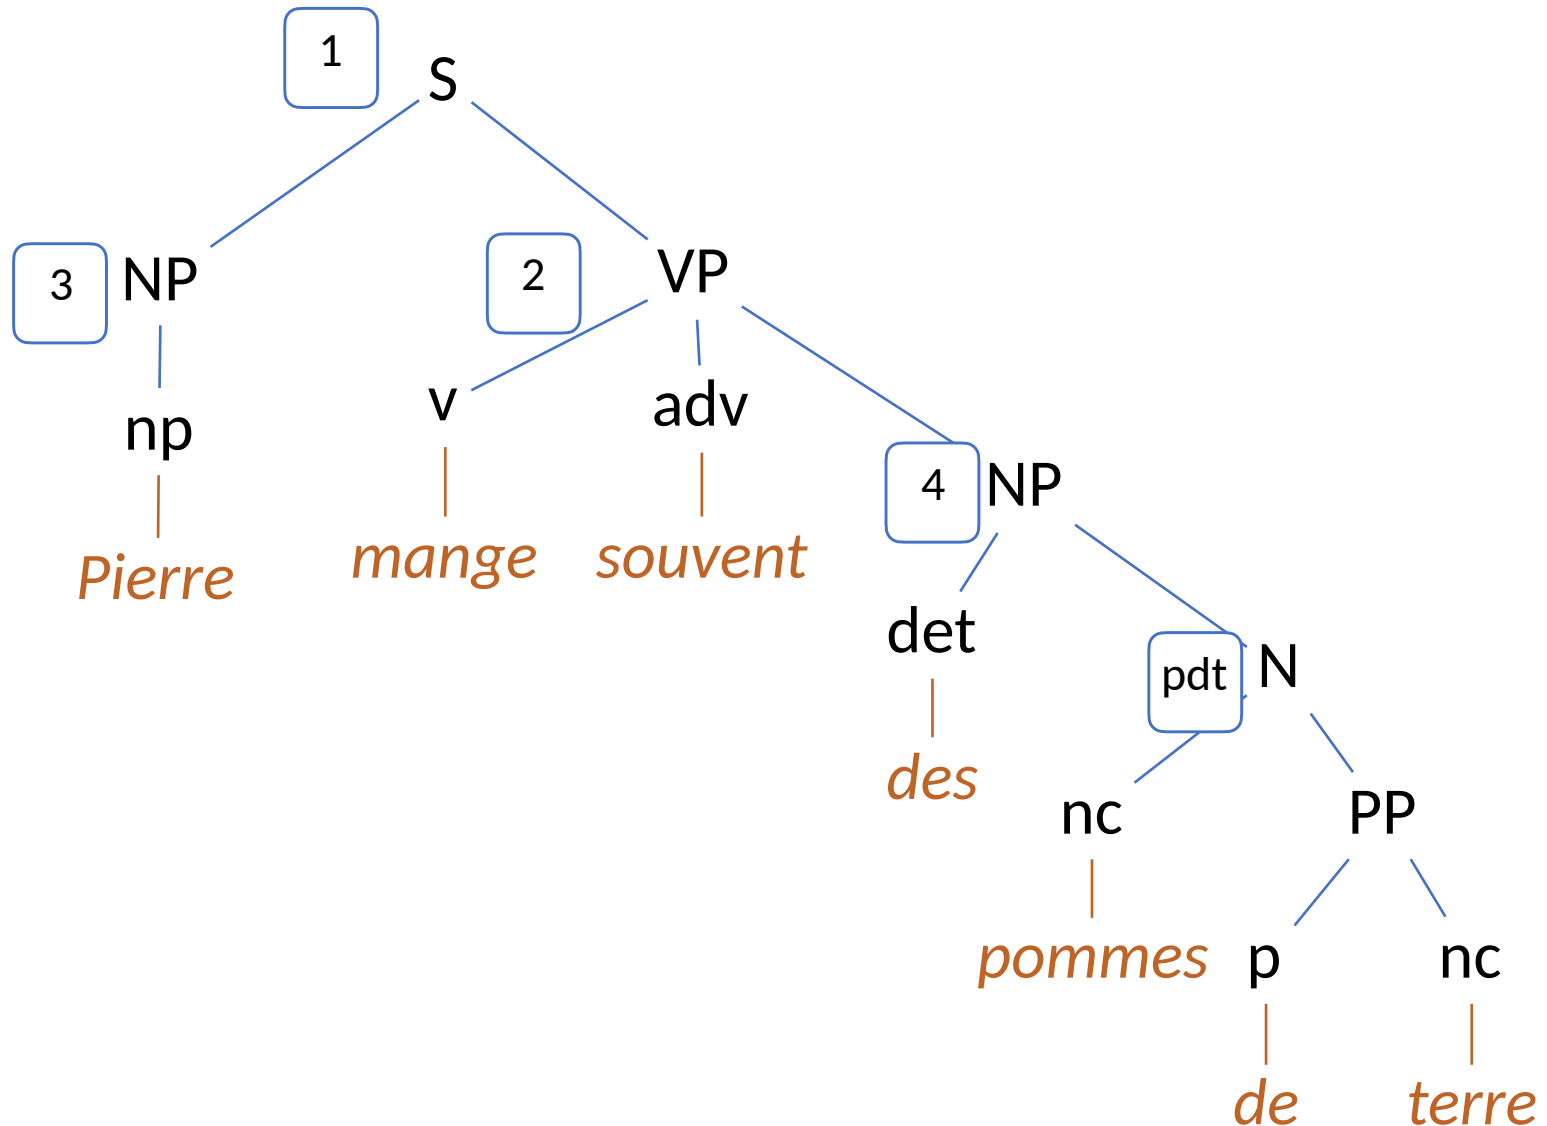 1
S
3 NP
2 VP
np
v
adv
4 NP
Pierre
mange souvent
det
pdt N
des
nc
PP
pommes p nc
de terre